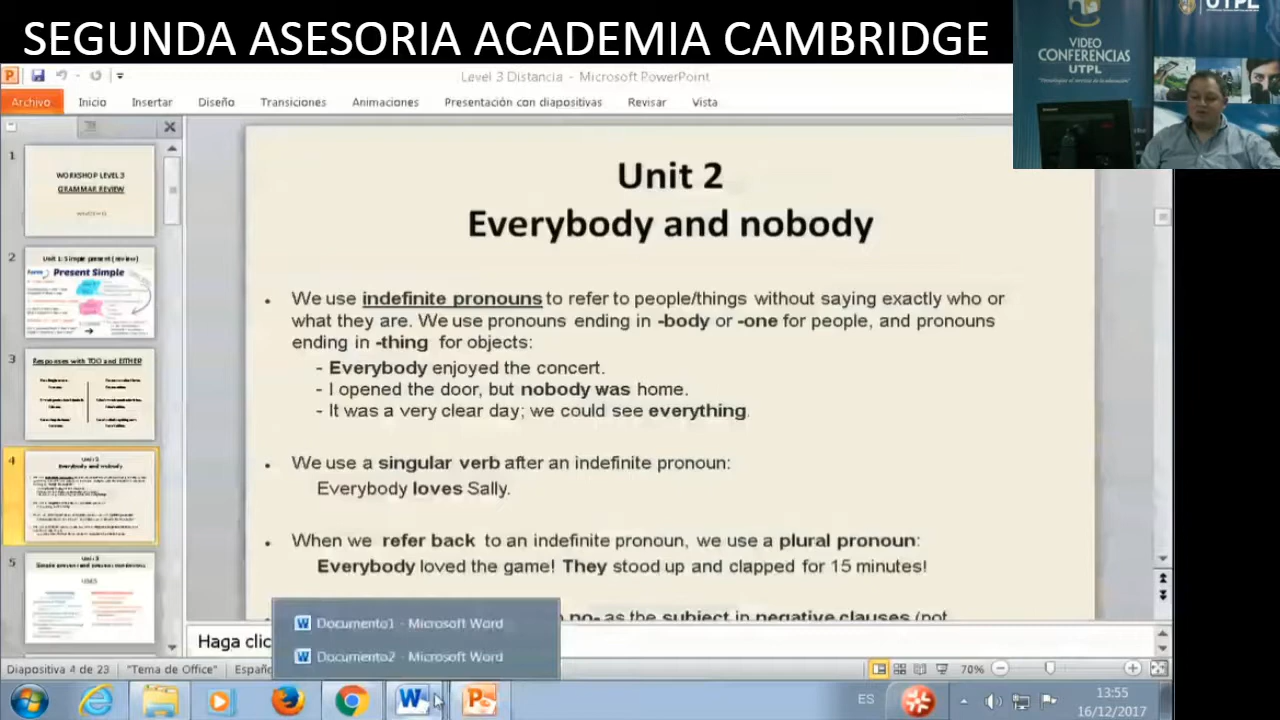 SEGUNDA ASESORIA ACADEMIA CAMBRIDGE
UTPL
VIDEO
CONFERENCIAS
UTPL
Level 3 Distancia - Microsoft PowerPoint
Archivo
Inicio
Insertar
Diseño
Transiciones
Animaciones
Presentación con diapositivas
Revisar
Vista
1
WORKSHOP LEVEL 3
GRAMMAR REVIEW
2
Unit 1: Simple present (review)
Present Simple
3
Responses with TOO and EITHER
4
Unit 2
Everybody and nobody
5
Unit 2
Everybody and nobody
• We use indefinite pronouns to refer to people/things without saying exactly who or
what they are. We use pronouns ending in -body or -one for people, and pronouns
ending in -thing for objects:
- Everybody enjoyed the concert.
- I opened the door, but nobody was home.
- It was a very clear day; we could see everything.
• We use a singular verb after an indefinite pronoun:
Everybody loves Sally.
• When we refer back to an indefinite pronoun, we use a plural pronoun:
Everybody loved the game! They stood up and clapped for 15 minutes!
no- as the subject in negative clauses (not
Documento1 - Microsoft Word
Documento2 - Microsoft Word
Haga clic
Diapositiva 4 de 23
"Tema de Office"
Españo
70%
ES
13:55
16/12/2017